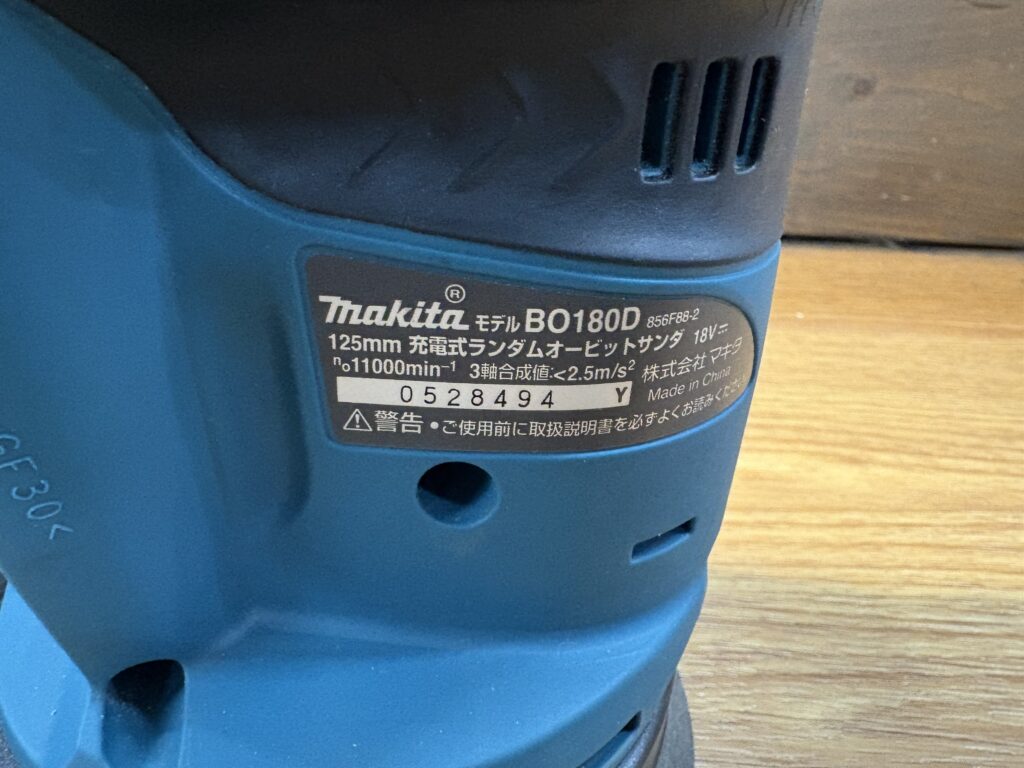 makita® モデル BO180D 856F88-2
125mm 充電式ランダムオービットサンダ 18V⎓
n₀11000min⁻¹ 3軸合成値:<2.5m/s² 株式会社 マキタ
0528494 Y Made in China
⚠警告 •ご使用前に取扱説明書を必ずよくお読みください
6F30<